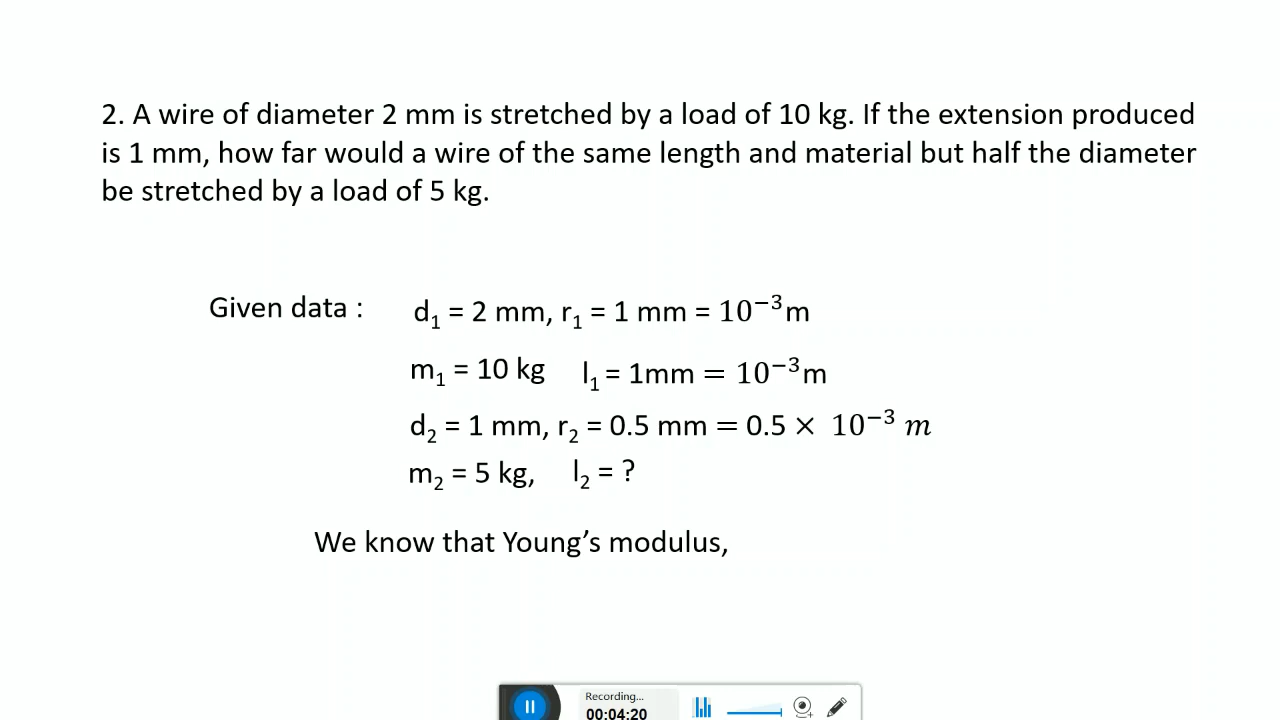 2. A wire of diameter 2 mm is stretched by a load of 10 kg. If the extension produced
is 1 mm, how far would a wire of the same length and material but half the diameter
be stretched by a load of 5 kg.
Given data : d₁ = 2 mm, r₁ = 1 mm = 10⁻³m
m₁ = 10 kg l₁ = 1mm = 10⁻³m
d₂ = 1 mm, r₂ = 0.5 mm = 0.5 × 10⁻³ m
m₂ = 5 kg, l₂ = ?
We know that Young’s modulus,
Recording...
00:04:20